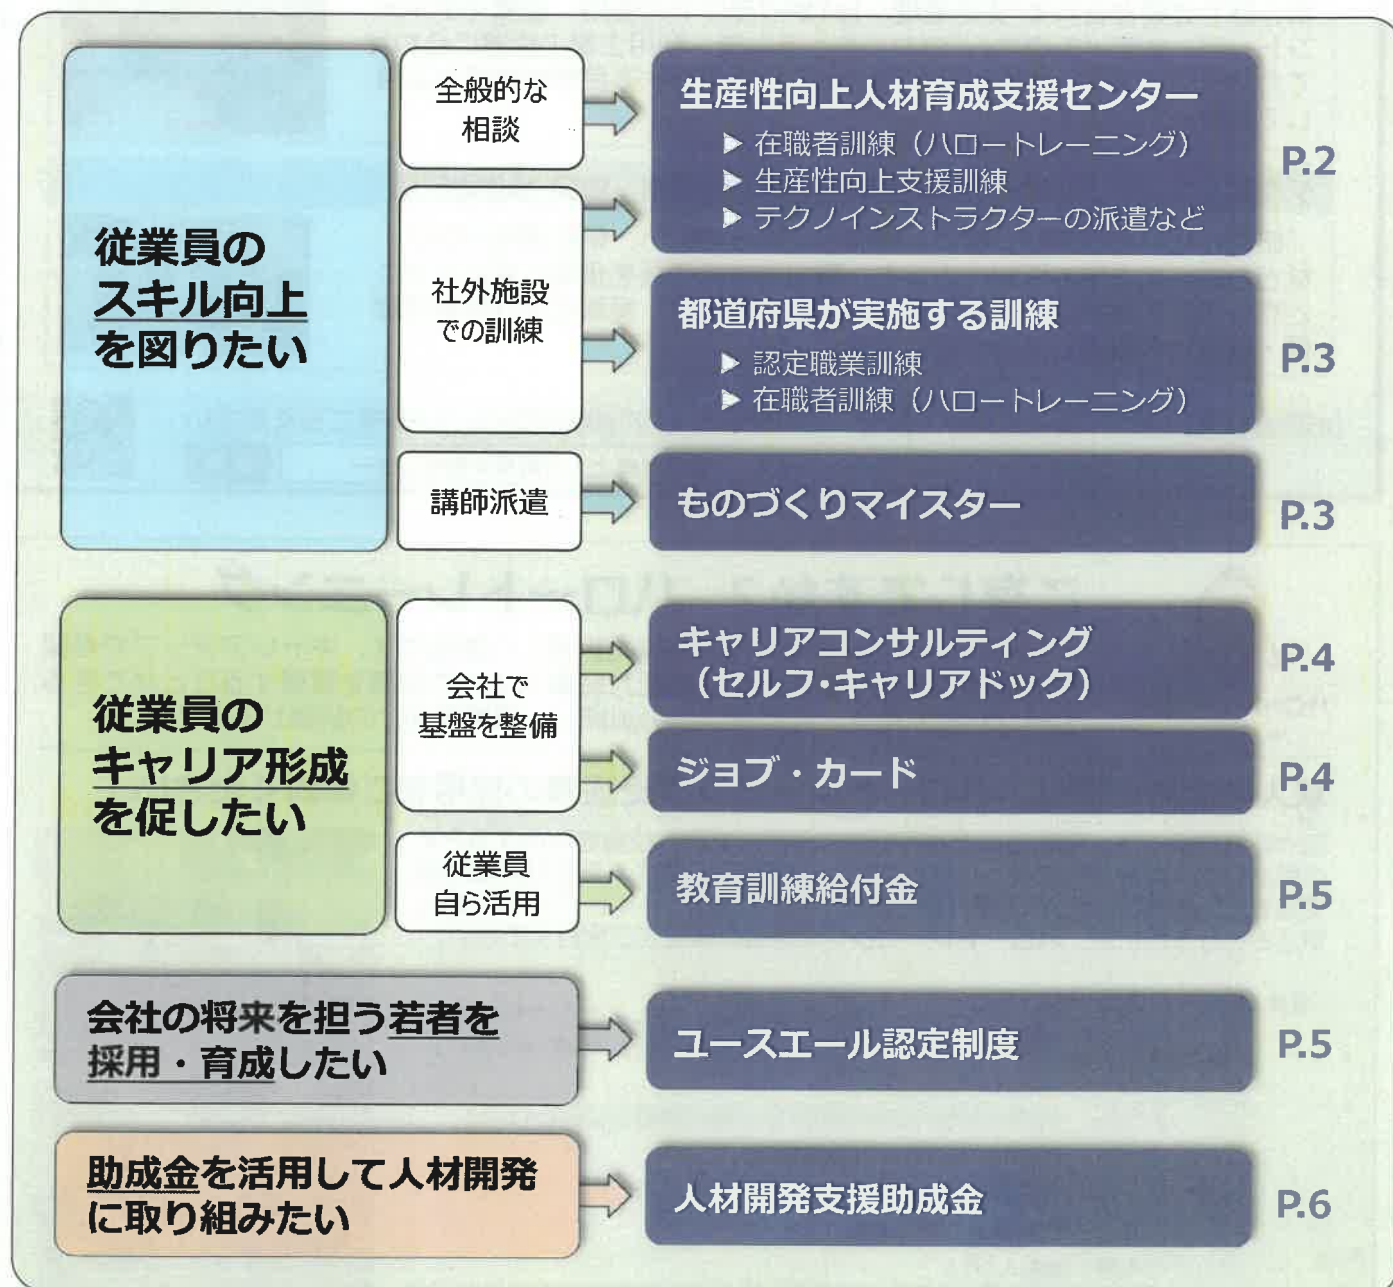 従業員の
スキル向上
を図りたい
全般的な
相談
社外施設
での訓練
講師派遣
生産性向上人材育成支援センター
▶ 在職者訓練（ハロートレーニング）
▶ 生産性向上支援訓練
▶ テクノインストラクターの派遣など
P.2
都道府県が実施する訓練
▶ 認定職業訓練
▶ 在職者訓練（ハロートレーニング）
P.3
ものづくりマイスター
P.3
従業員の
キャリア形成
を促したい
会社で
基盤を整備
従業員
自ら活用
キャリアコンサルティング
（セルフ・キャリアドック）
P.4
ジョブ・カード
P.4
教育訓練給付金
P.5
会社の将来を担う若者を
採用・育成したい
ユースエール認定制度
P.5
助成金を活用して人材開発
に取り組みたい
人材開発支援助成金
P.6